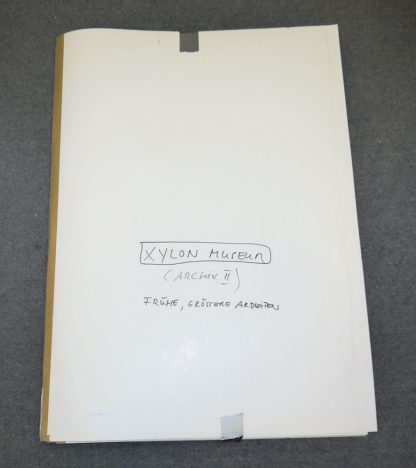 XYLON MUSEUM
(ARCHIV II)
FRÜHE, GRÖSSERE ARBEITEN